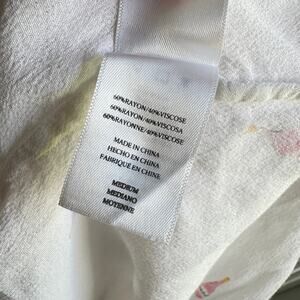 60%RAYON/40%VISCOSE
60%RAYON/40%VISCOSA
60%RAYONNE/40%VISCOSE
MADE IN CHINA
HECHO EN CHINA
FABRIQUÉ EN CHINE
MEDIUM
MEDIANO
MOYENNE